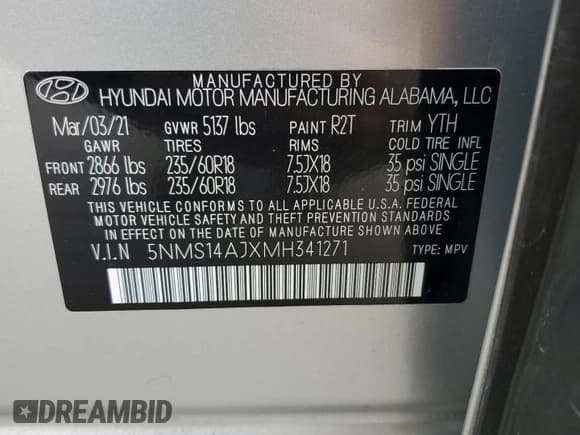 MANUFACTURED BY
HYUNDAI MOTOR MANUFACTURING ALABAMA, LLC
Mar/03/21 GVWR 5137 lbs PAINT R2T TRIM YTH
GAWR TIRES RIMS COLD TIRE INFL
FRONT 2866 lbs 235/60R18 7.5JX18 35 psi SINGLE
REAR 2976 lbs 235/60R18 7.5JX18 35 psi SINGLE
THIS VEHICLE CONFORMS TO ALL APPLICABLE U.S.A. FEDERAL
MOTOR VEHICLE SAFETY AND THEFT PREVENTION STANDARDS
IN EFFECT ON THE DATE OF MANUFACTURE SHOWN ABOVE.
V.I.N 5NMS14AJXMH341271 TYPE: MPV
DREAMBID